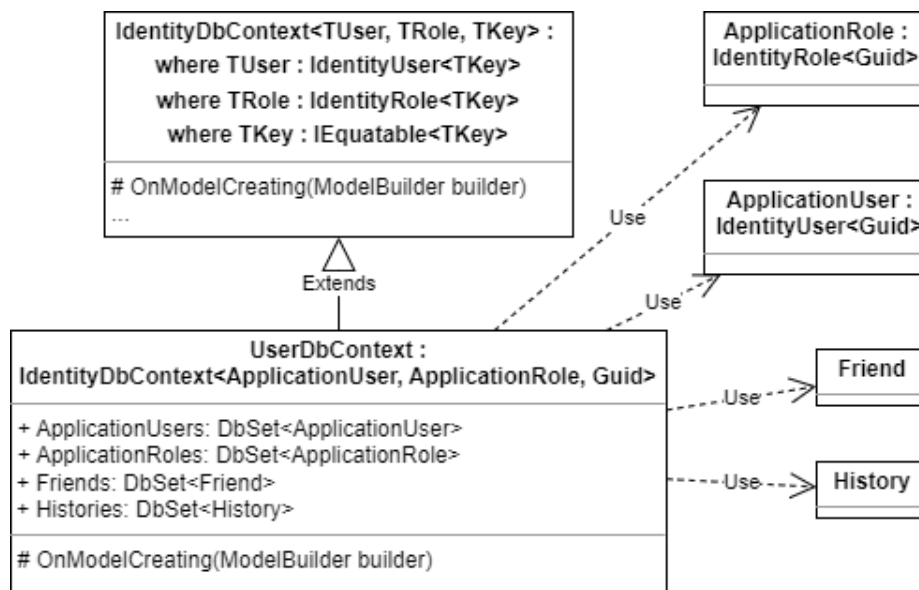 IdentityDbContext<TUser, TRole, TKey> :
where TUser : IdentityUser<TKey>
where TRole : IdentityRole<TKey>
where TKey : IEquatable<TKey>
# OnModelCreating(ModelBuilder builder)
...
ApplicationRole :
IdentityRole<Guid>
Use
ApplicationUser :
IdentityUser<Guid>
Use
Extends
UserDbContext :
IdentityDbContext<ApplicationUser, ApplicationRole, Guid>
+ ApplicationUsers: DbSet<ApplicationUser>
+ ApplicationRoles: DbSet<ApplicationRole>
+ Friends: DbSet<Friend>
+ Histories: DbSet<History>
# OnModelCreating(ModelBuilder builder)
Use
Friend
Use
History